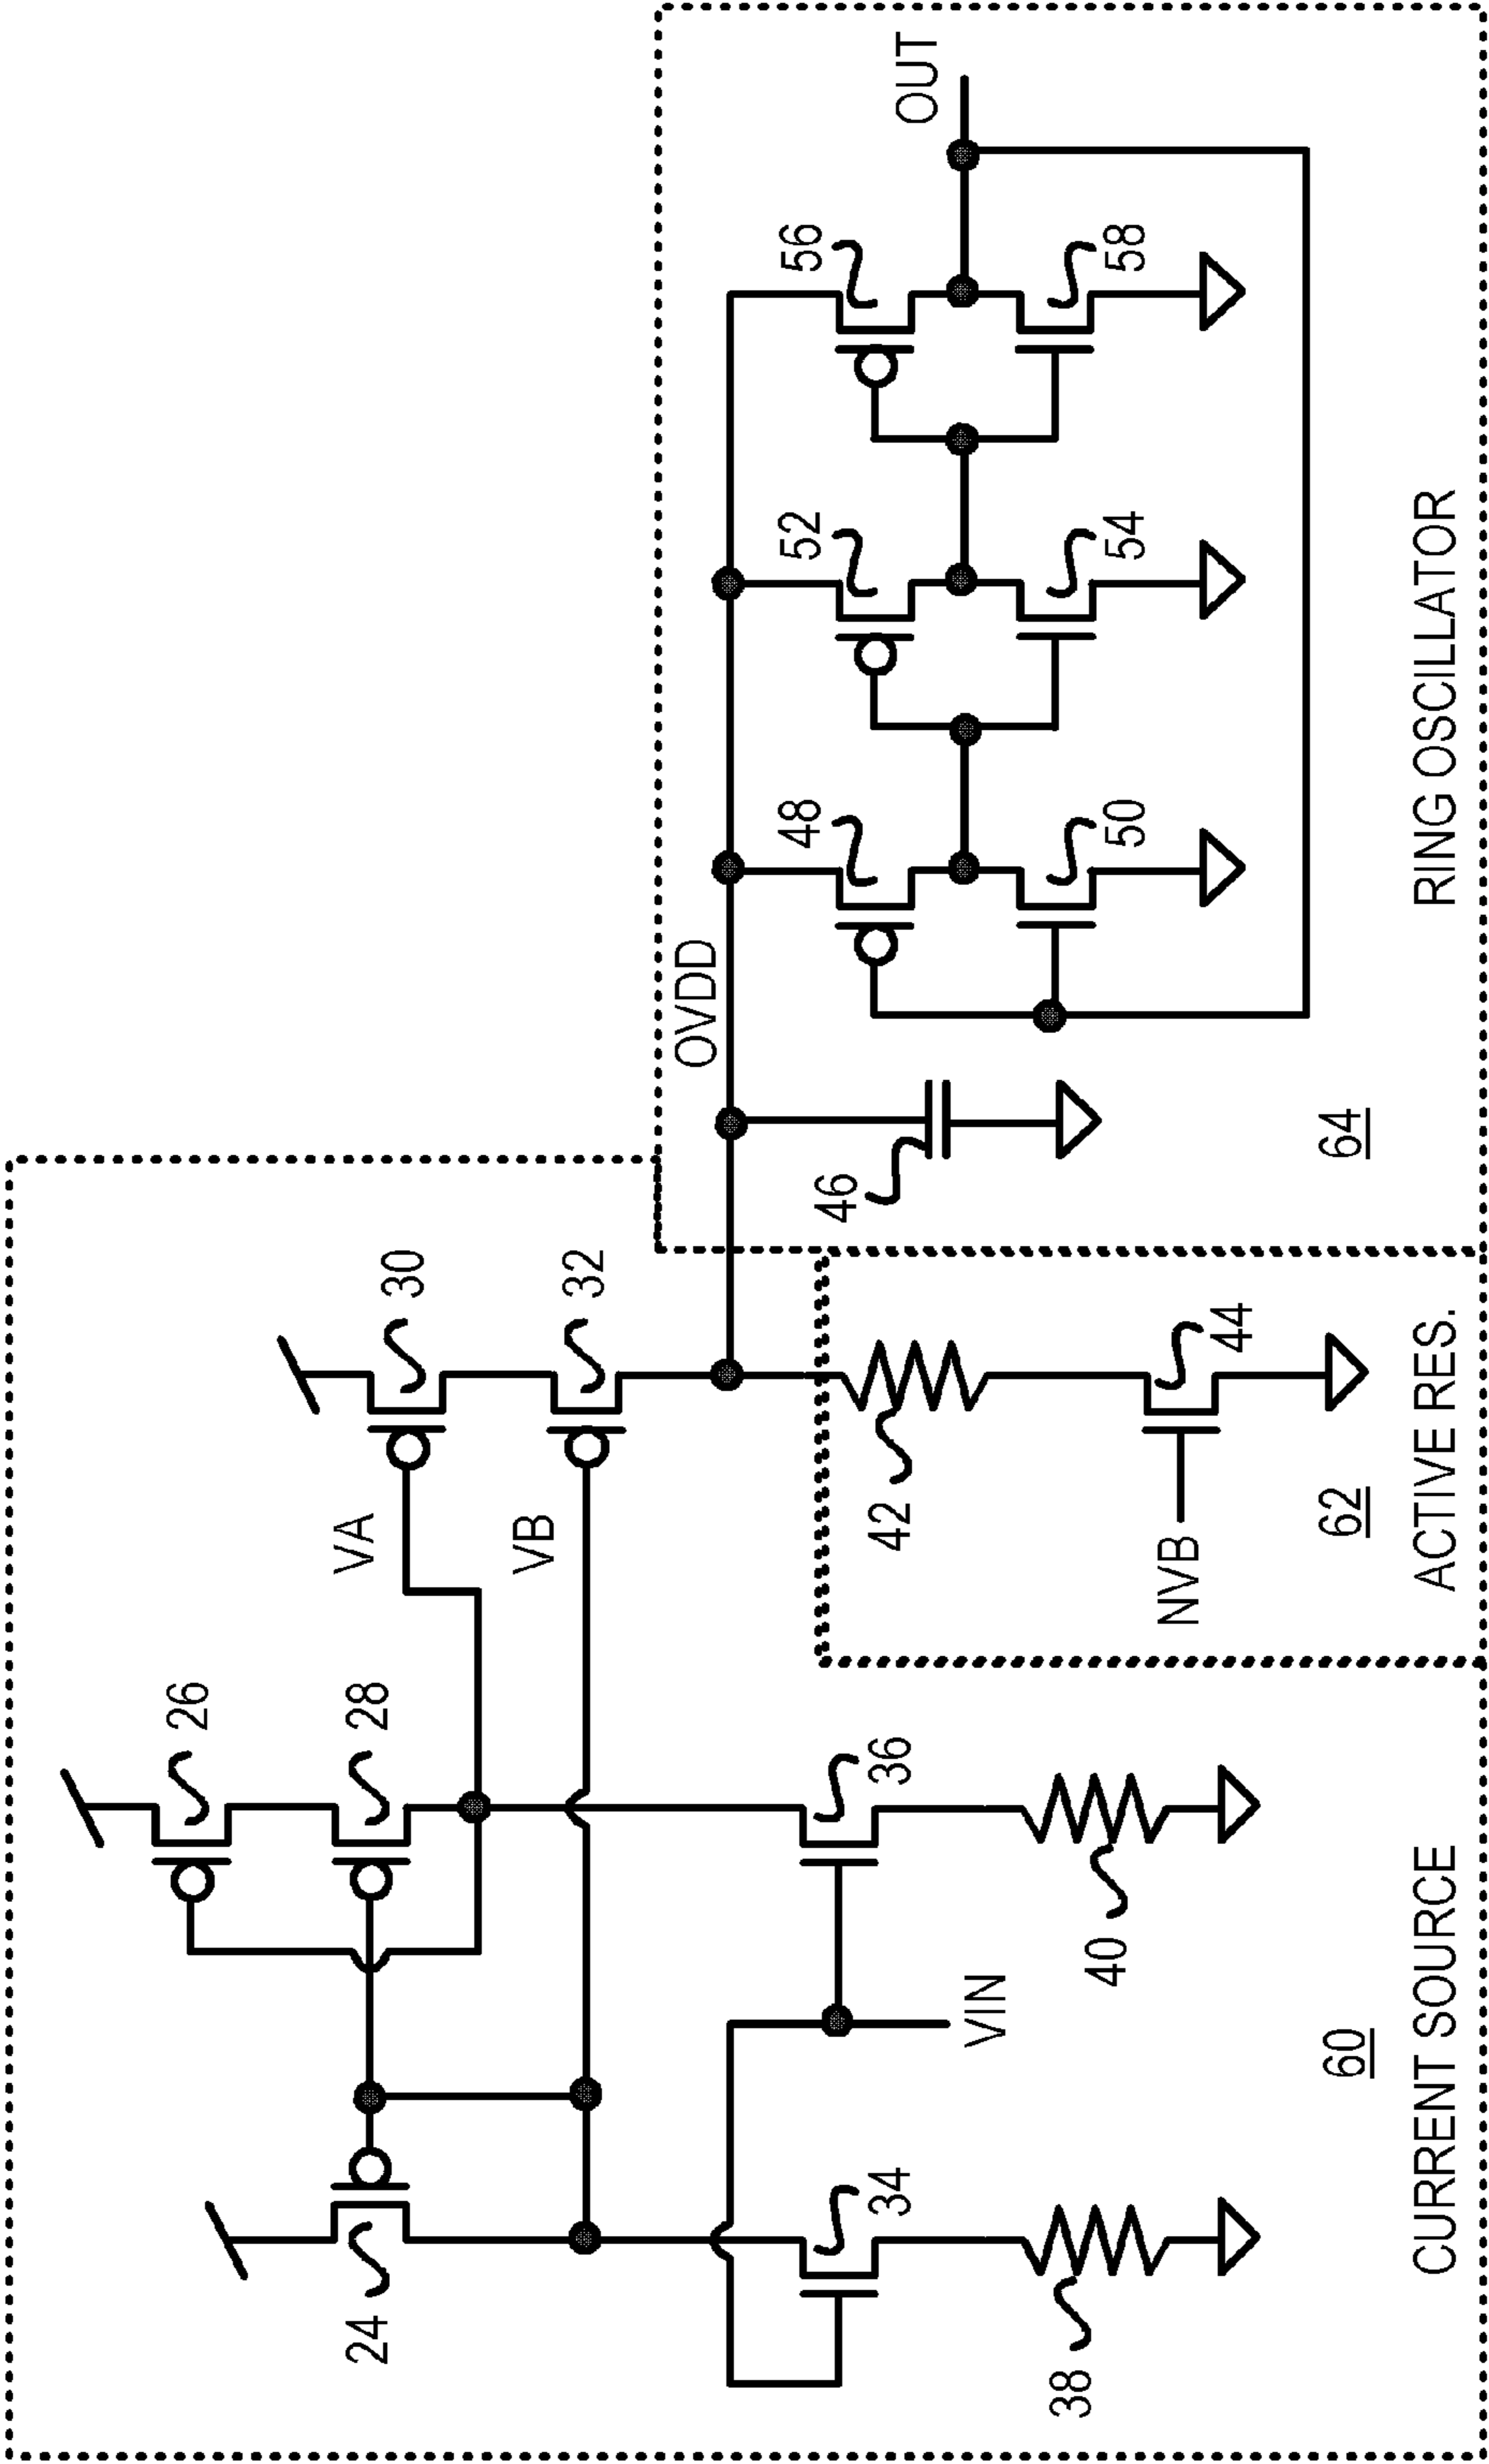 26
30
28
24
VA
32
VB
OVDD
OUT
48
52
56
34
36
VIN
42
46
50
54
58
38
40
NVB
44
60
62
64
CURRENT SOURCE
ACTIVE RES.
RING OSCILLATOR